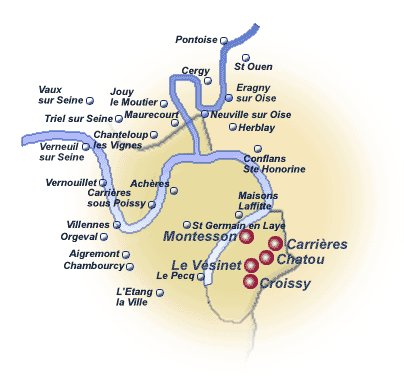 Pontoise
St Ouen
Cergy
Eragny
sur Oise
Vaux
sur Seine
Jouy
le Moutier
Maurecourt
Neuville sur Oise
Triel sur Seine
Herblay
Chanteloup
les Vignes
Verneuil
sur Seine
Conflans
Ste Honorine
Vernouillet
Achères
Carrières
sous Poissy
Maisons
Laffitte
Villennes
St Germain en Laye
Orgeval
Montesson
Carrières
Aigremont
Chatou
Chambourcy
Le Vésinet
Le Pecq
Croissy
L'Etang
la Ville